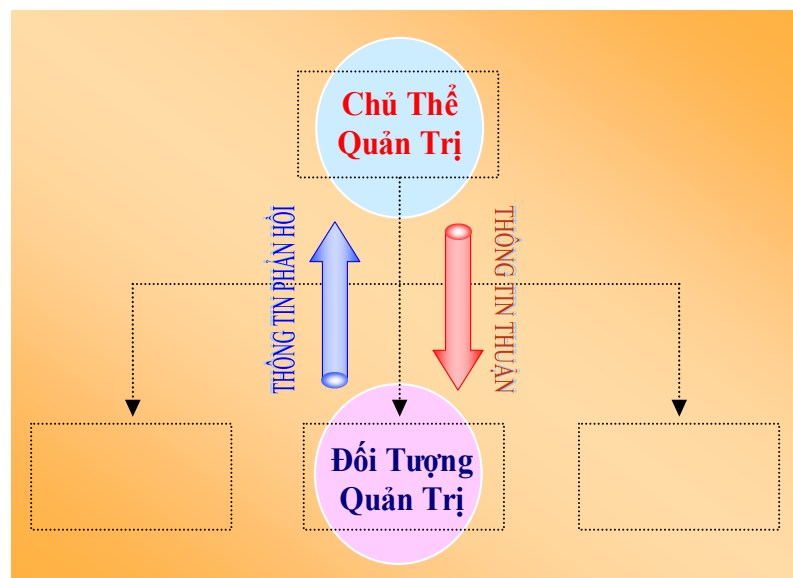 Chủ Thể
Quản Trị
THÔNG TIN PHẢN HỒI
THÔNG TIN THUẬN
Đối Tượng
Quản Trị